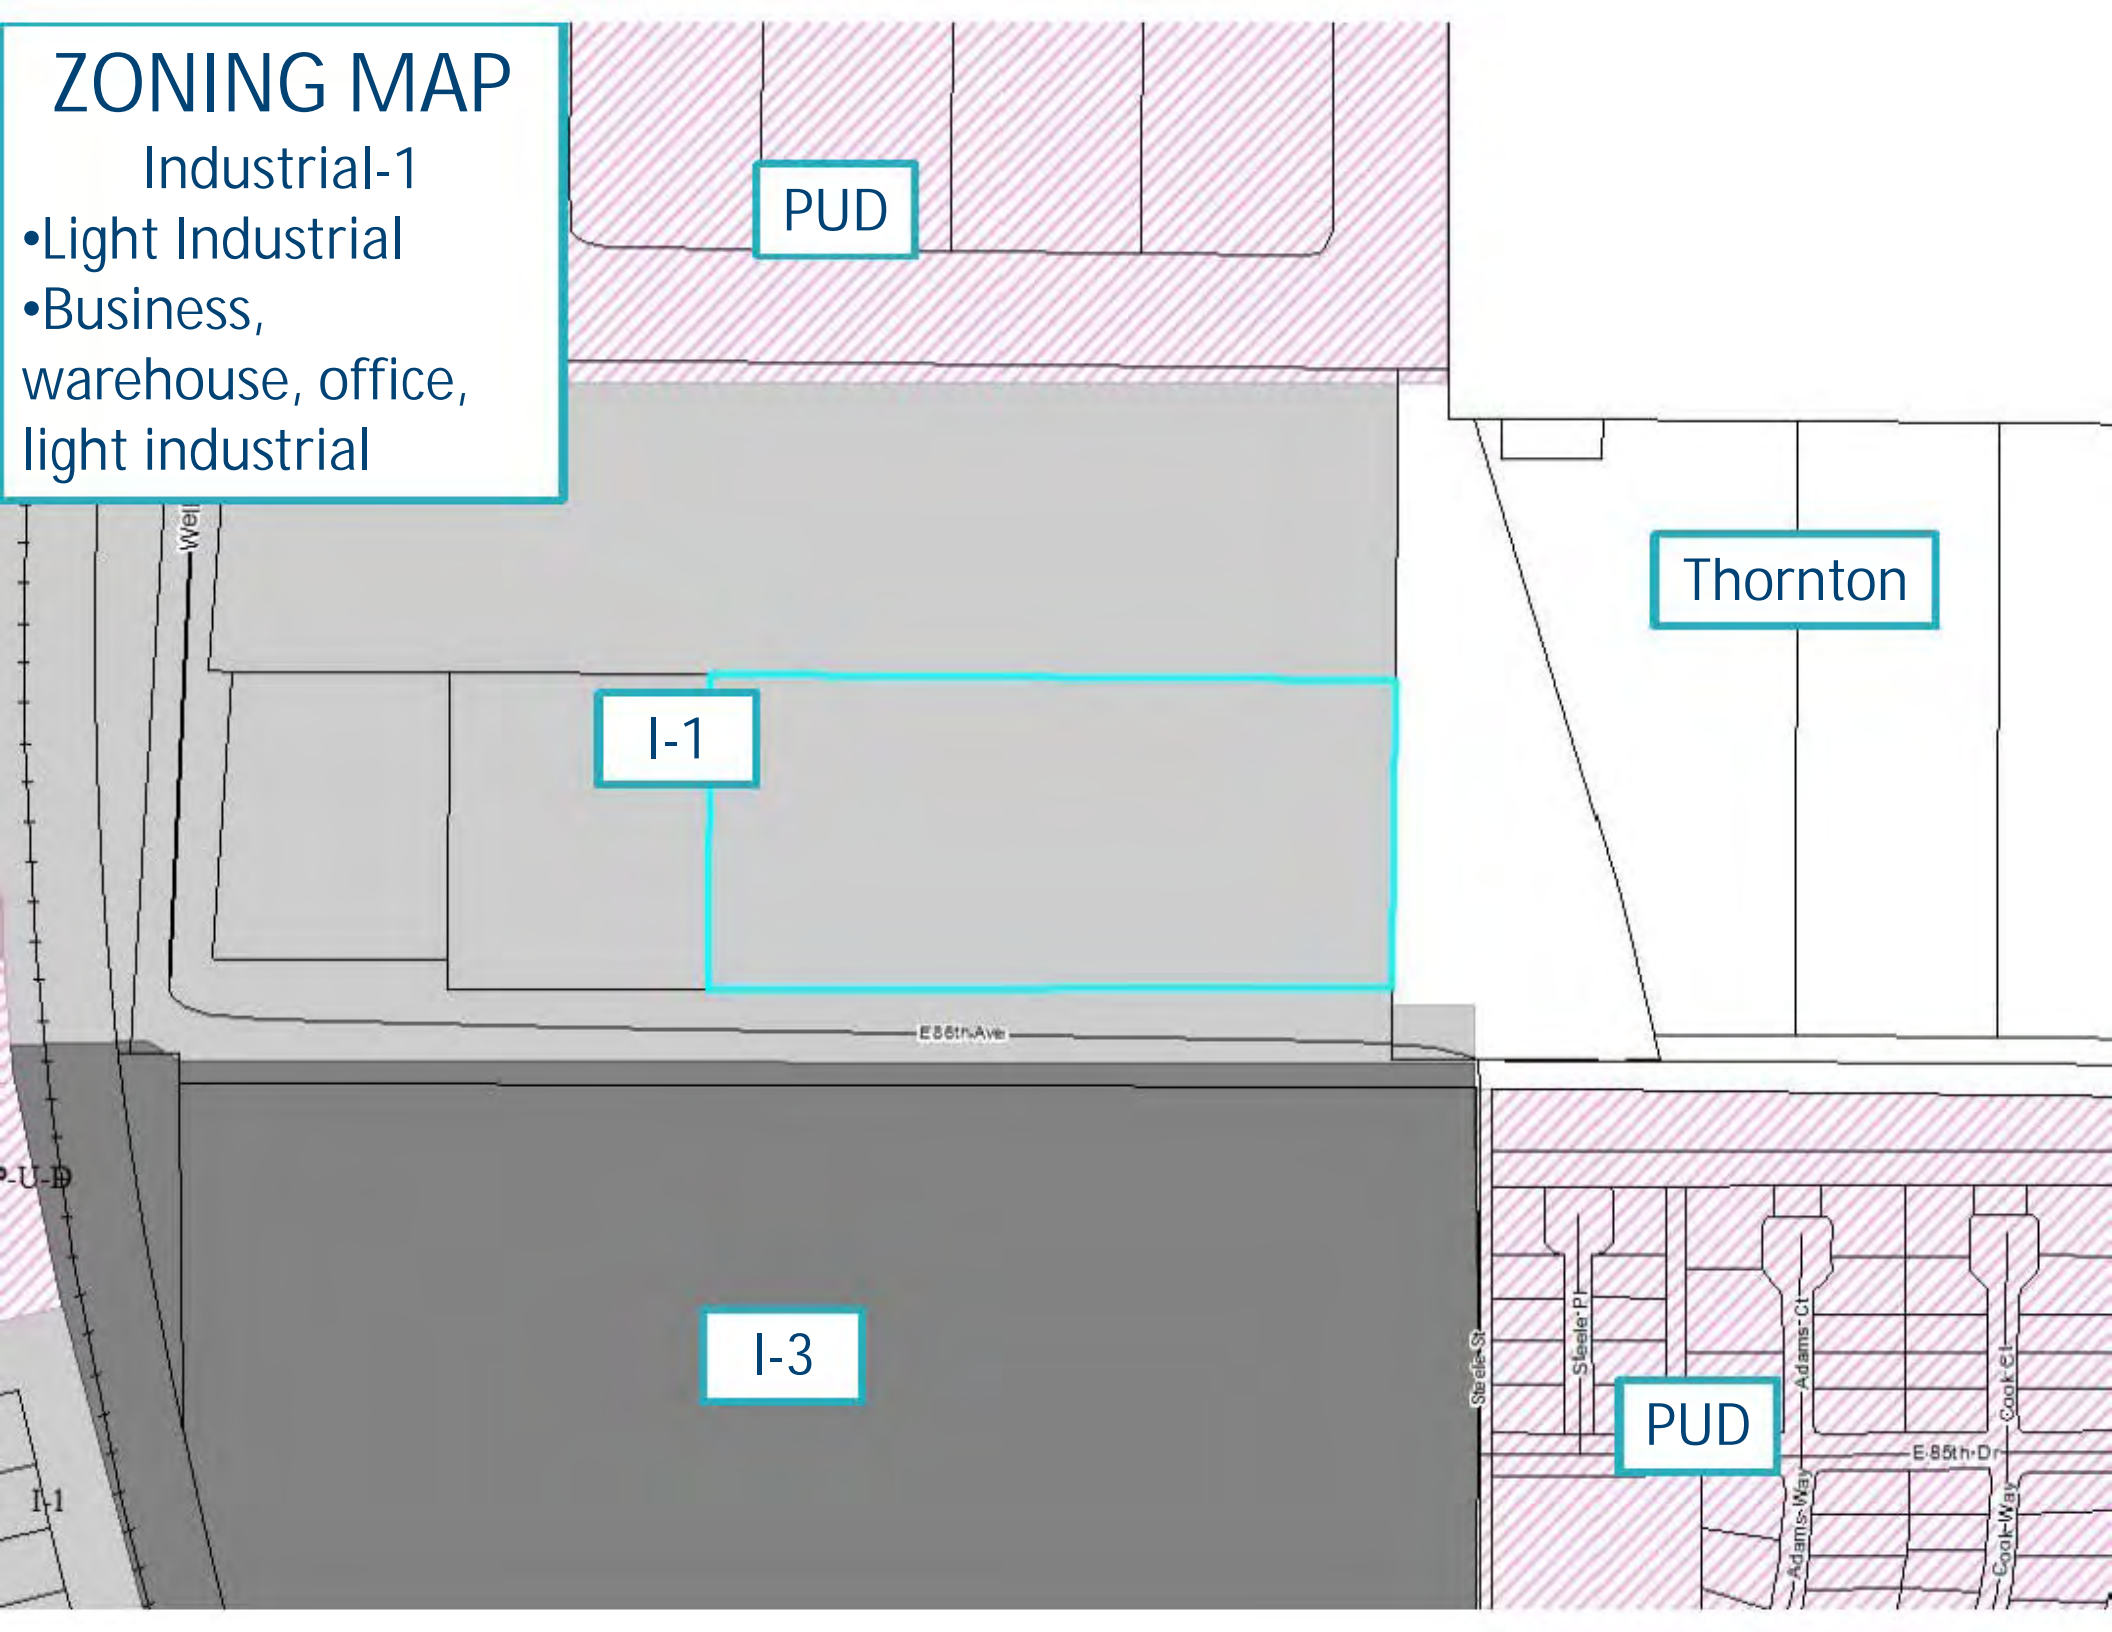 ZONING MAP
Industrial-1
•Light Industrial
•Business,
warehouse, office,
light industrial
PUD
Thornton
Wel
I-1
E 86th Ave
P-U-D
I-3
Steele St
Steele Pl
Adams Ct
Cook Ct
PUD
E 85th Dr
I-1
Adams Way
Cook Way